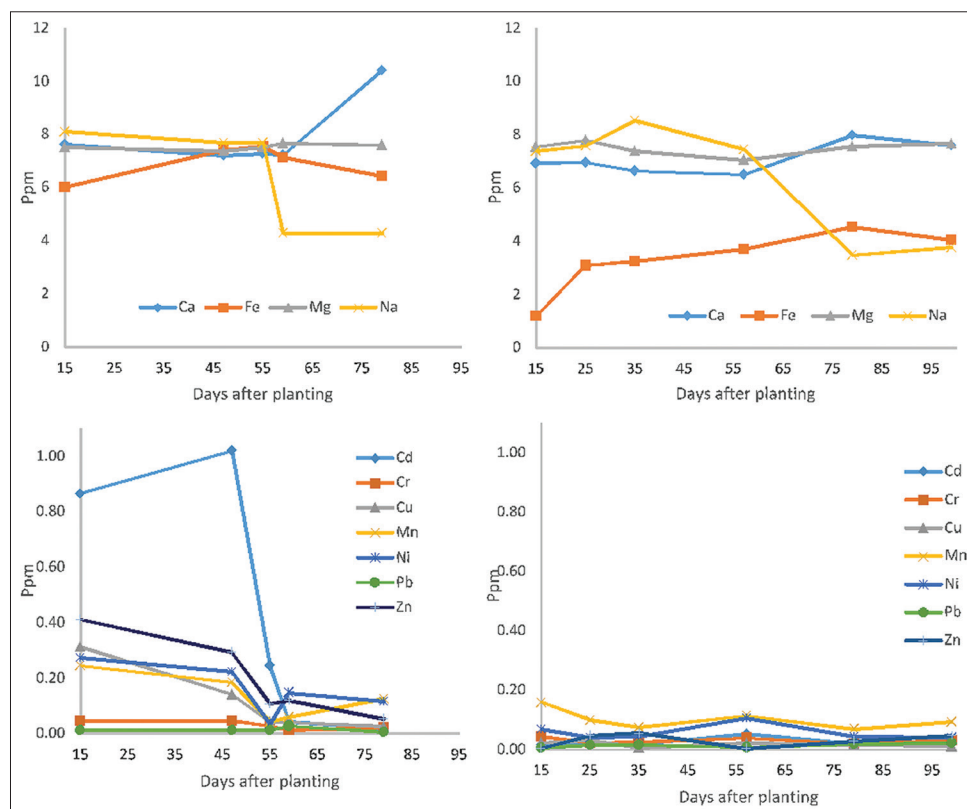 12
10
8
6
4
2
0
Ppm
Ca Fe Mg Na
15 25 35 45 55 65 75 85 95
Days after planting
12
10
8
6
4
2
0
Ppm
Ca Fe Mg Na
15 25 35 45 55 65 75 85 95
Days after planting
1.00
0.80
0.60
0.40
0.20
0.00
Ppm
Cd
Cr
Cu
Mn
Ni
Pb
Zn
15 25 35 45 55 65 75 85 95
Days after planting
1.00
0.80
0.60
0.40
0.20
0.00
Ppm
Cd
Cr
Cu
Mn
Ni
Pb
Zn
15 25 35 45 55 65 75 85 95
Days after planting